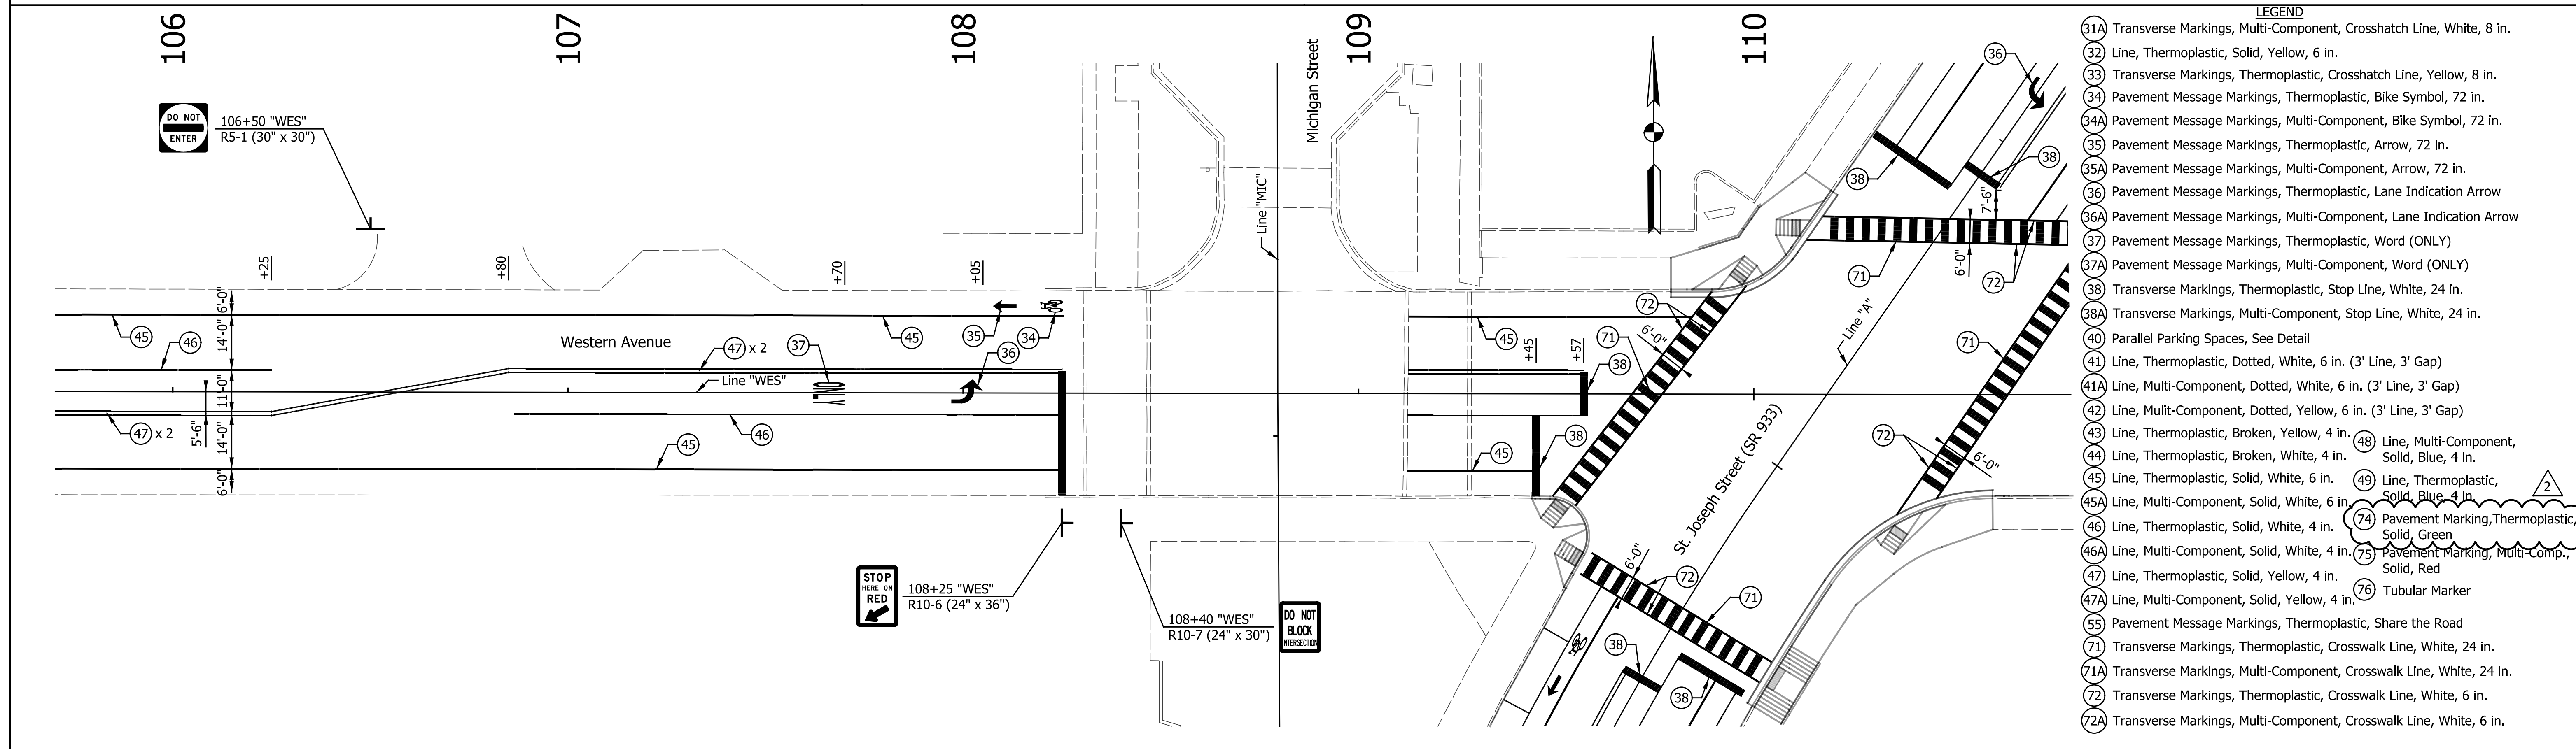 106
107
108
109
110
DO NOT
ENTER
106+50 "WES"
R5-1 (30" x 30")
Michigan Street
Line "MIC"
+25
+80
+70
+05
6'-0"
14'-0"
11'-0"
5'-6"
14'-0"
6'-0"
45
46
47 x 2
45
46
47 x 2
Western Avenue
Line "WES"
37
ONLY
45
35
34
36
45
+45
+57
38
38
45
72
71
6'-0"
36
38
38
7'-6"
71
6'-0"
72
Line "A"
71
72
6'-0"
St. Joseph Street (SR 933)
6'-0"
72
71
38
38
STOP
HERE ON
RED
108+25 "WES"
R10-6 (24" x 36")
108+40 "WES"
R10-7 (24" x 30")
DO NOT
BLOCK
INTERSECTION
LEGEND
31A Transverse Markings, Multi-Component, Crosshatch Line, White, 8 in.
32 Line, Thermoplastic, Solid, Yellow, 6 in.
33 Transverse Markings, Thermoplastic, Crosshatch Line, Yellow, 8 in.
34 Pavement Message Markings, Thermoplastic, Bike Symbol, 72 in.
34A Pavement Message Markings, Multi-Component, Bike Symbol, 72 in.
35 Pavement Message Markings, Thermoplastic, Arrow, 72 in.
35A Pavement Message Markings, Multi-Component, Arrow, 72 in.
36 Pavement Message Markings, Thermoplastic, Lane Indication Arrow
36A Pavement Message Markings, Multi-Component, Lane Indication Arrow
37 Pavement Message Markings, Thermoplastic, Word (ONLY)
37A Pavement Message Markings, Multi-Component, Word (ONLY)
38 Transverse Markings, Thermoplastic, Stop LIne, White, 24 in.
38A Transverse Markings, Multi-Component, Stop Line, White, 24 in.
40 Parallel Parking Spaces, See Detail
41 Line, Thermoplastic, Dotted, White, 6 in. (3' Line, 3' Gap)
41A Line, Multi-Component, Dotted, White, 6 in. (3' Line, 3' Gap)
42 Line, Mulit-Component, Dotted, Yellow, 6 in. (3' Line, 3' Gap)
43 Line, Thermoplastic, Broken, Yellow, 4 in.
44 Line, Thermoplastic, Broken, White, 4 in.
45 Line, Thermoplastic, Solid, White, 6 in.
45A Line, Multi-Component, Solid, White, 6 in.
46 Line, Thermoplastic, Solid, White, 4 in.
46A Line, Multi-Component, Solid, White, 4 in.
47 Line, Thermoplastic, Solid, Yellow, 4 in.
47A Line, Multi-Component, Solid, Yellow, 4 in.
55 Pavement Message Markings, Thermoplastic, Share the Road
71 Transverse Markings, Thermoplastic, Crosswalk Line, White, 24 in.
71A Transverse Markings, Multi-Component, Crosswalk Line, White, 24 in.
72 Transverse Markings, Thermoplastic, Crosswalk Line, White, 6 in.
72A Transverse Markings, Multi-Component, Crosswalk Line, White, 6 in.
48 Line, Multi-Component,
Solid, Blue, 4 in.
49 Line, Thermoplastic,
Solid, Blue, 4 in.
2
74 Pavement Marking,Thermoplastic,
Solid, Green
75 Pavement Marking, Multi-Comp.,
Solid, Red
76 Tubular Marker